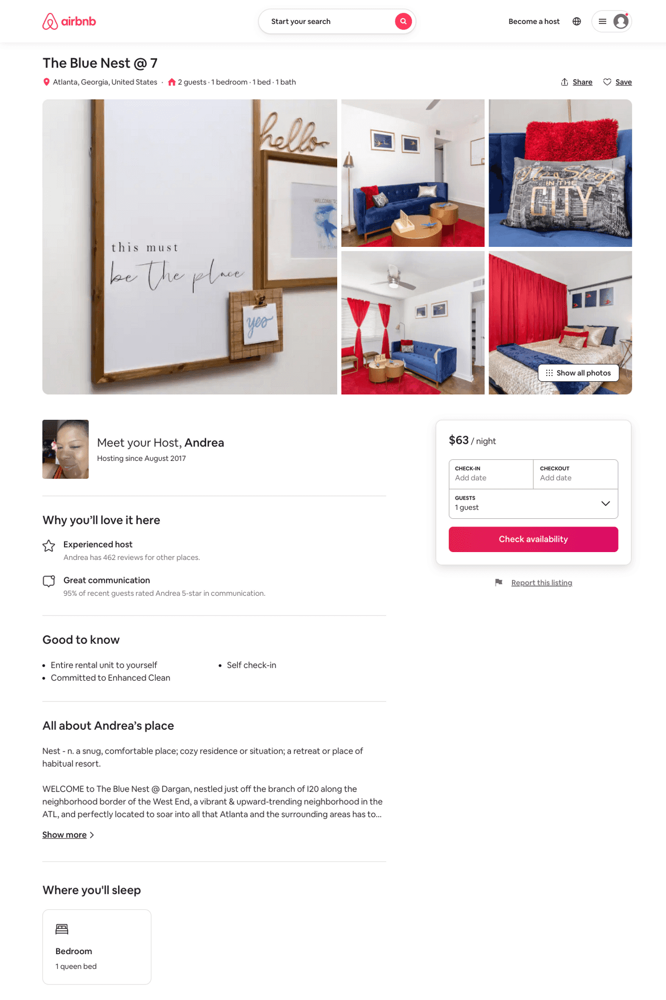 airbnb
Start your search
Become a host
The Blue Nest @ 7
Atlanta, Georgia, United States · 2 guests · 1 bedroom · 1 bed · 1 bath
Share
Save
hello
WELCOME TO
this must
be the place
yes
No Sleep
IN THE
CITY
Show all photos
Meet your Host, Andrea
Hosting since August 2017
$63 / night
CHECK-IN
Add date
CHECKOUT
Add date
GUESTS
1 guest
Check availability
Report this listing
Why you’ll love it here
Experienced host
Andrea has 462 reviews for other places.
Great communication
95% of recent guests rated Andrea 5-star in communication.
Good to know
• Entire rental unit to yourself
• Self check-in
• Committed to Enhanced Clean
All about Andrea’s place
Nest - n. a snug, comfortable place; cozy residence or situation; a retreat or place of
habitual resort.
WELCOME to The Blue Nest @ Dargan, nestled just off the branch of I20 along the
neighborhood border of the West End, a vibrant & upward-trending neighborhood in the
ATL, and perfectly located to soar into all that Atlanta and the surrounding areas has to…
Show more
Where you'll sleep
Bedroom
1 queen bed